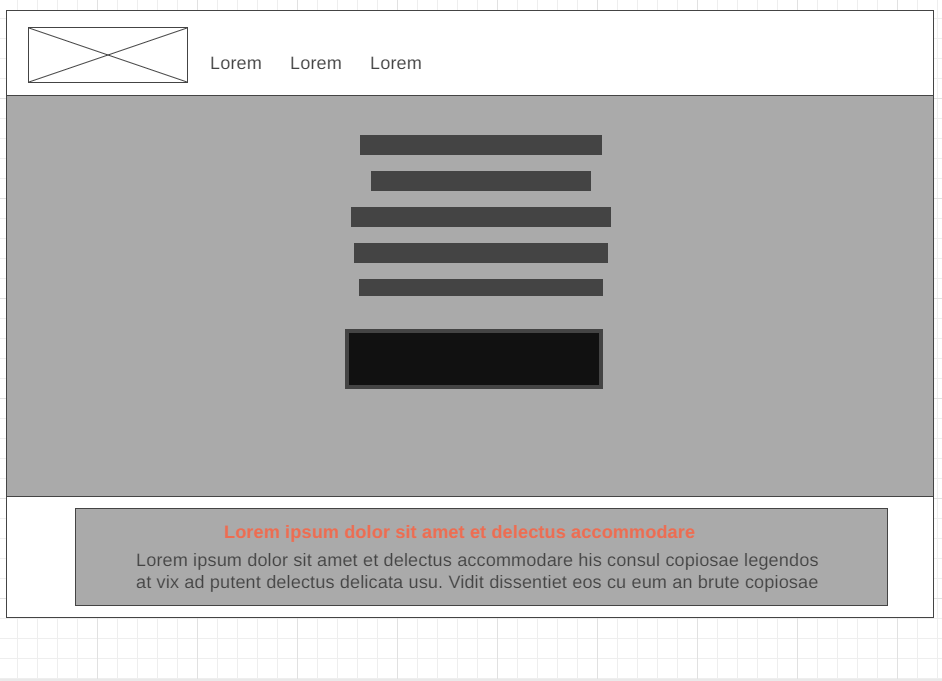 Lorem Lorem Lorem
Lorem ipsum dolor sit amet et delectus accommodare
Lorem ipsum dolor sit amet et delectus accommodare his consul copiosae legendos
at vix ad putent delectus delicata usu. Vidit dissentiet eos cu eum an brute copiosae